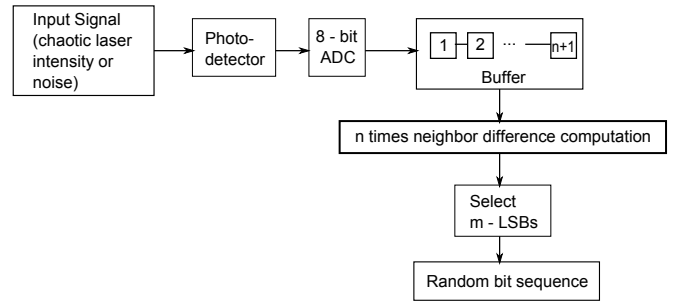 Input Signal
(chaotic laser
intensity or
noise)
Photo-
detector
8 - bit
ADC
1
2
...
n+1
Buffer
n times neighbor difference computation
Select
m - LSBs
Random bit sequence